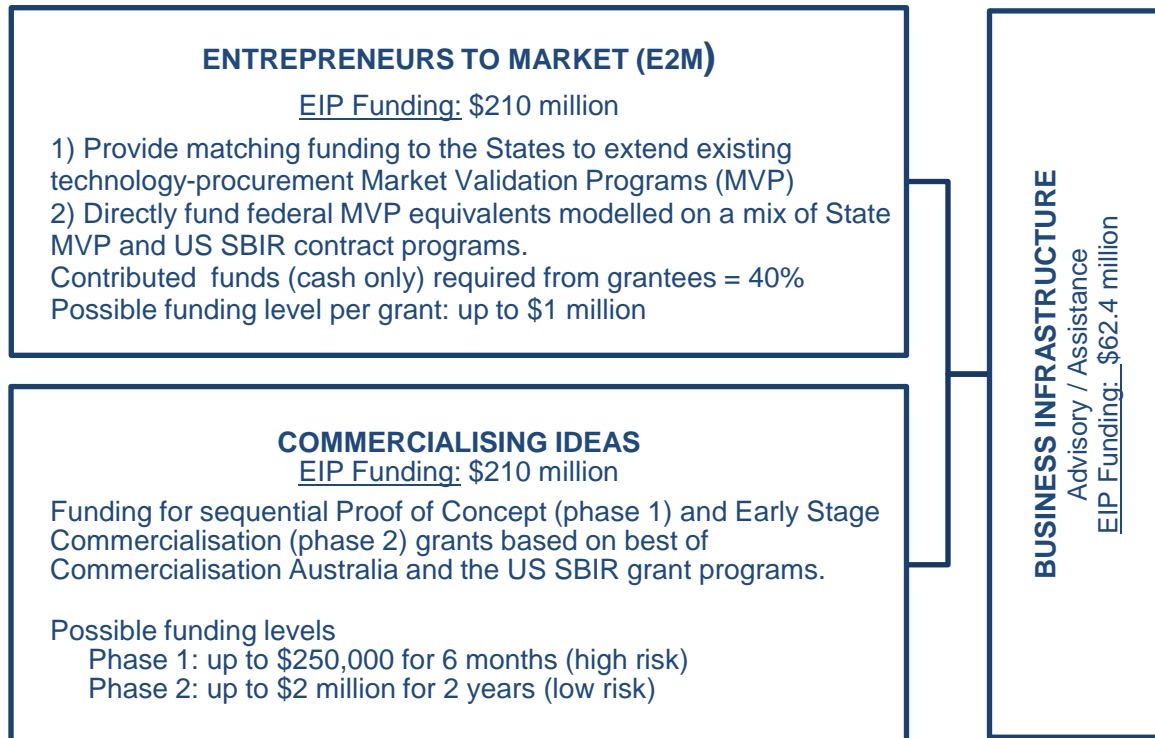 ENTREPRENEURS TO MARKET (E2M)
EIP Funding: $210 million
1) Provide matching funding to the States to extend existing
technology-procurement Market Validation Programs (MVP)
2) Directly fund federal MVP equivalents modelled on a mix of State
MVP and US SBIR contract programs.
Contributed  funds (cash only) required from grantees = 40%
Possible funding level per grant: up to $1 million
COMMERCIALISING IDEAS
EIP Funding: $210 million
Funding for sequential Proof of Concept (phase 1) and Early Stage
Commercialisation (phase 2) grants based on best of
Commercialisation Australia and the US SBIR grant programs.
Possible funding levels
Phase 1: up to $250,000 for 6 months (high risk)
Phase 2: up to $2 million for 2 years (low risk)
BUSINESS INFRASTRUCTURE
Advisory / Assistance
EIP Funding:  $62.4 million